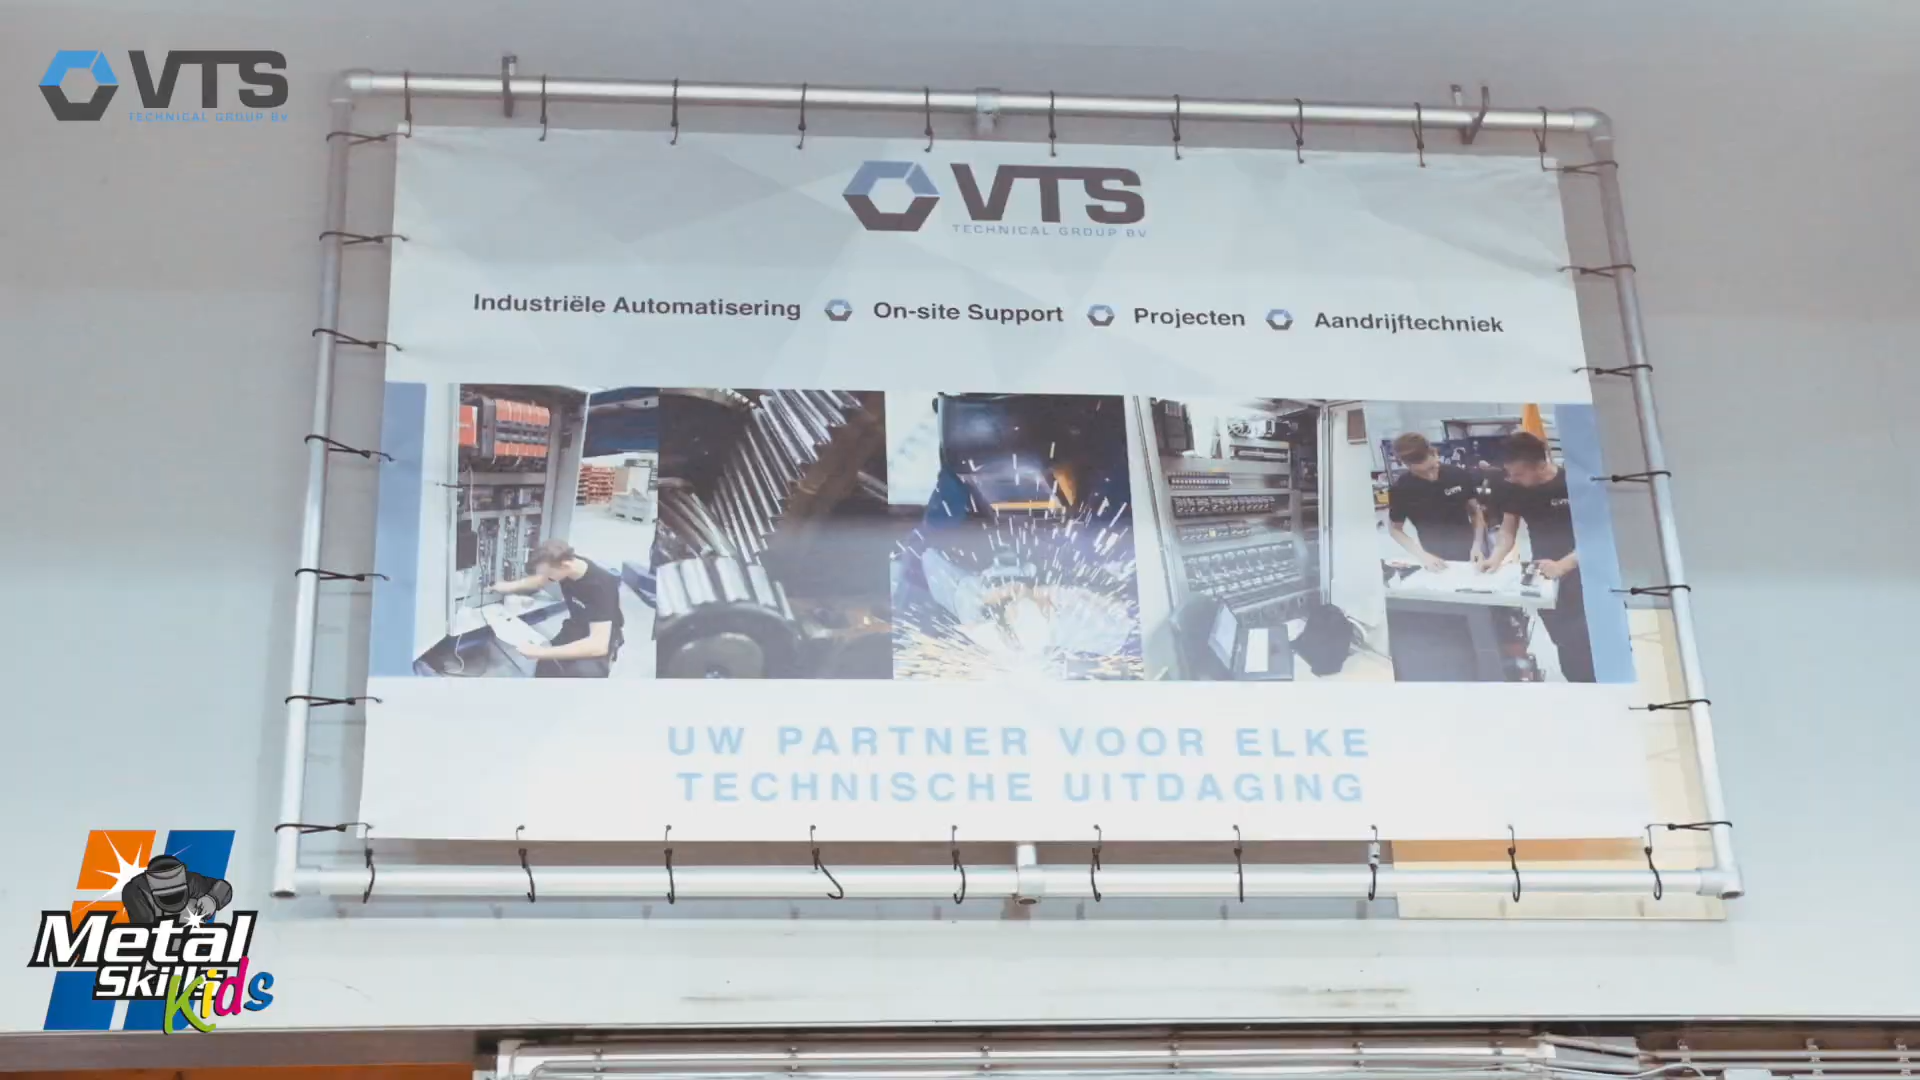 VTS
TECHNICAL GROUP BV
VTS
TECHNICAL GROUP BV
Industriële Automatisering On-site Support Projecten Aandrijftechniek
UW PARTNER VOOR ELKE
TECHNISCHE UITDAGING
Metal
Skills
Kids